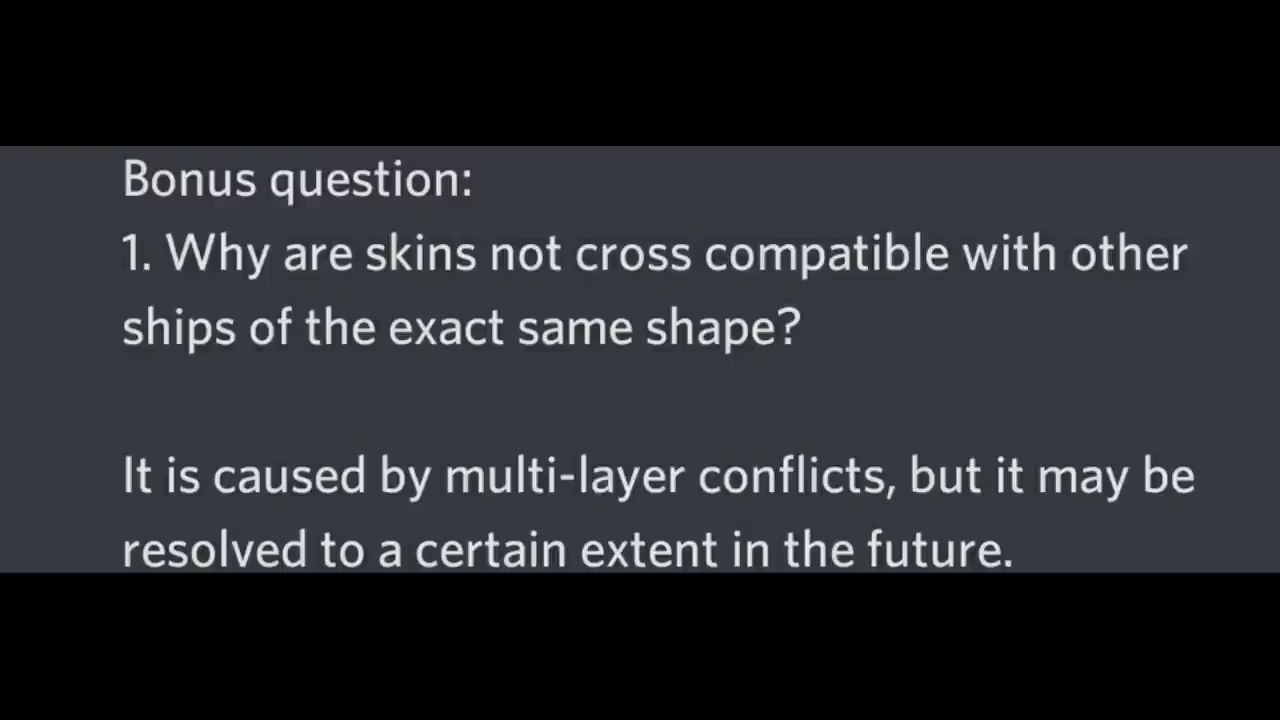 Bonus question:
1. Why are skins not cross compatible with other
ships of the exact same shape?
It is caused by multi-layer conflicts, but it may be
resolved to a certain extent in the future.